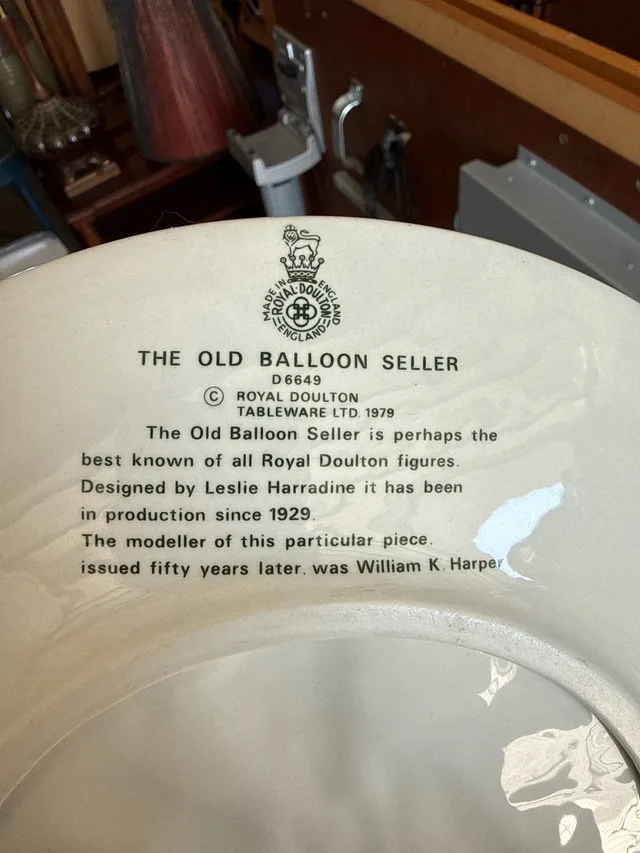 MADE IN ENGLAND
ROYAL·DOULTON
ENGLAND
THE OLD BALLOON SELLER
D6649
© ROYAL DOULTON
TABLEWARE LTD. 1979
The Old Balloon Seller is perhaps the
best known of all Royal Doulton figures.
Designed by Leslie Harradine it has been
in production since 1929.
The modeller of this particular piece.
issued fifty years later, was William K. Harper